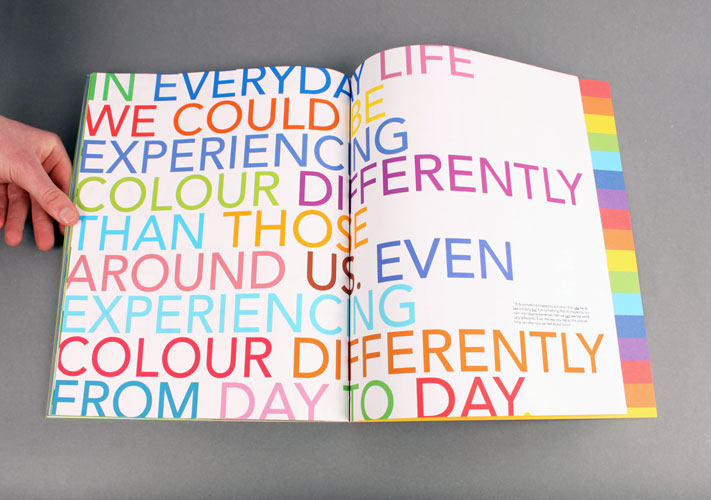 IN EVERYDAY LIFE
WE COULD BE
EXPERIENCING
COLOUR DIFFERENTLY
THAN THOSE
AROUND US. EVEN
EXPERIENCING
COLOUR DIFFERENTLY
FROM DAY TO DAY.